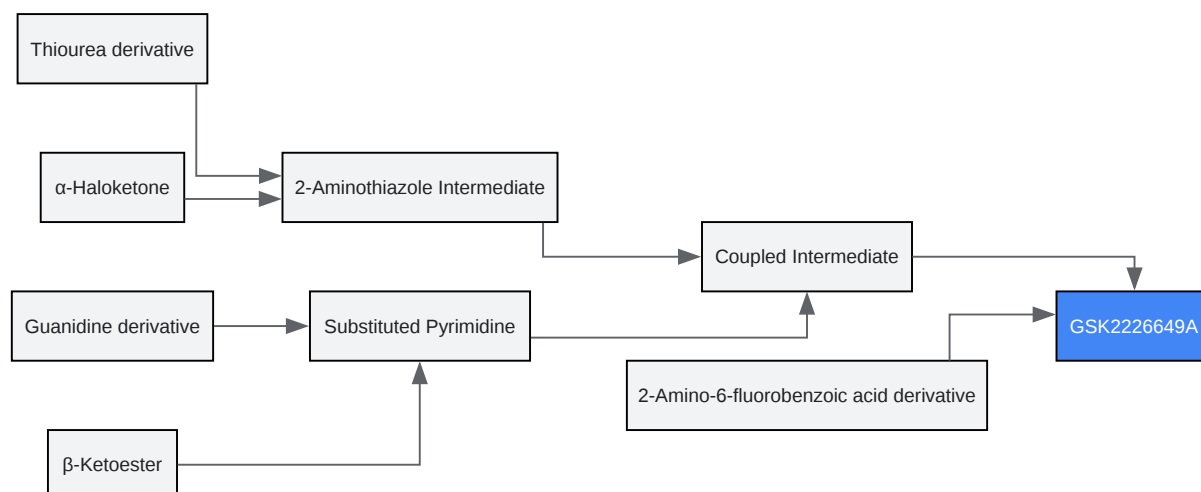 Thiourea derivative
α-Haloketone
2-Aminothiazole Intermediate
Coupled Intermediate
Guanidine derivative
Substituted Pyrimidine
GSK2226649A
2-Amino-6-fluorobenzoic acid derivative
β-Ketoester